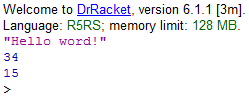 Welcome to DrRacket, version 6.1.1 [3m].
Language: R5RS; memory limit: 128 MB.
"Hello word!"
34
15
>